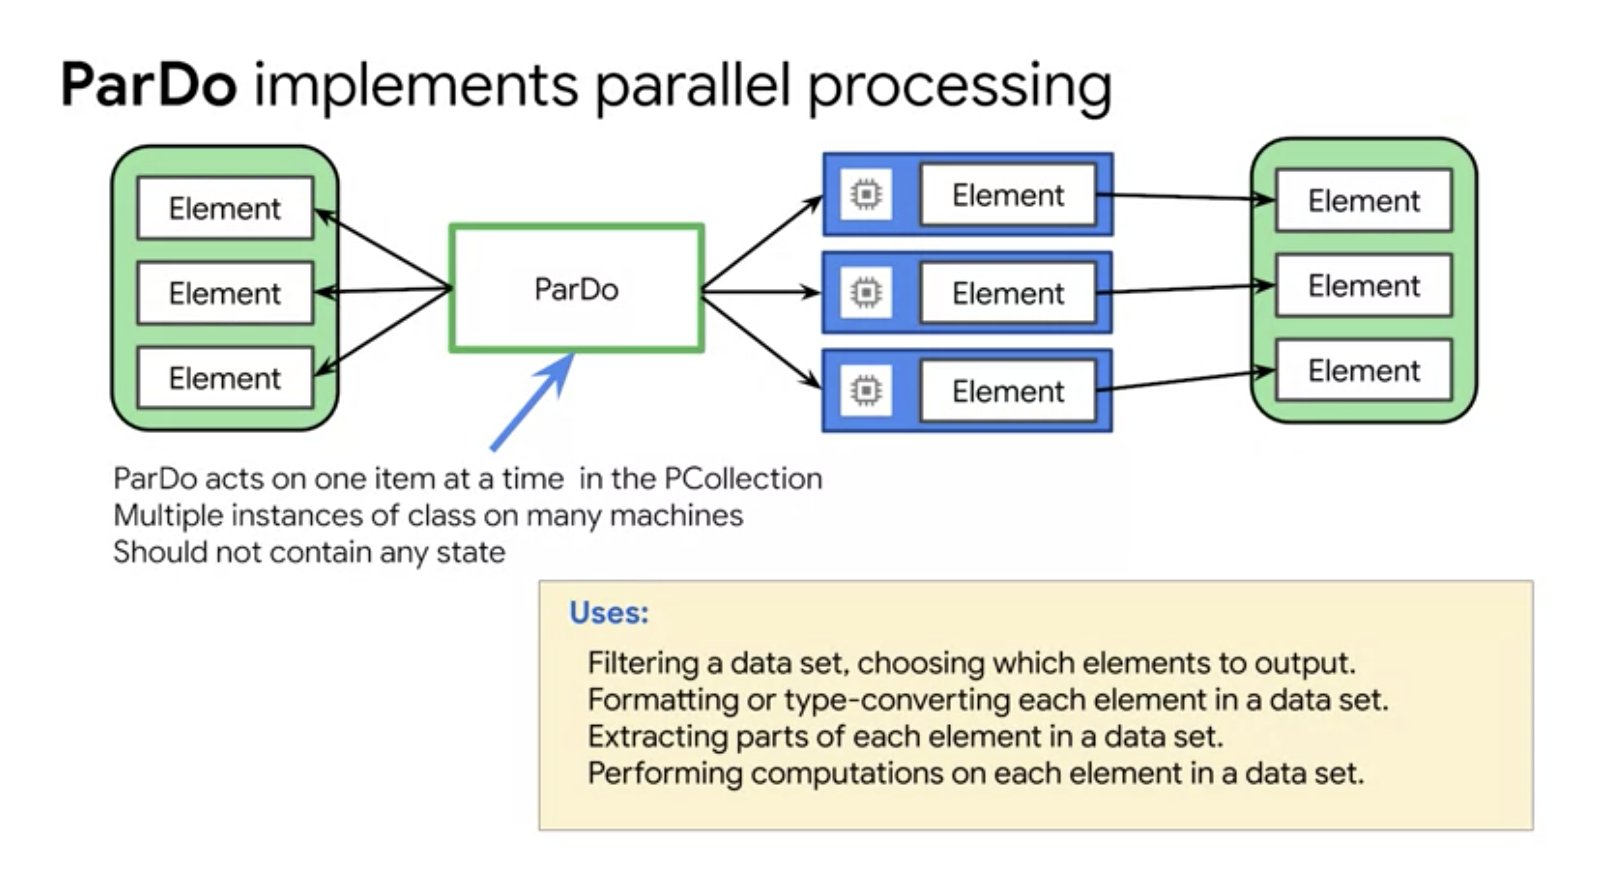 ParDo implements parallel processing
Element
Element
Element
ParDo
Element
Element
Element
Element
Element
Element
ParDo acts on one item at a time  in the PCollection
Multiple instances of class on many machines
Should not contain any state
Uses:
Filtering a data set, choosing which elements to output.
Formatting or type-converting each element in a data set.
Extracting parts of each element in a data set.
Performing computations on each element in a data set.